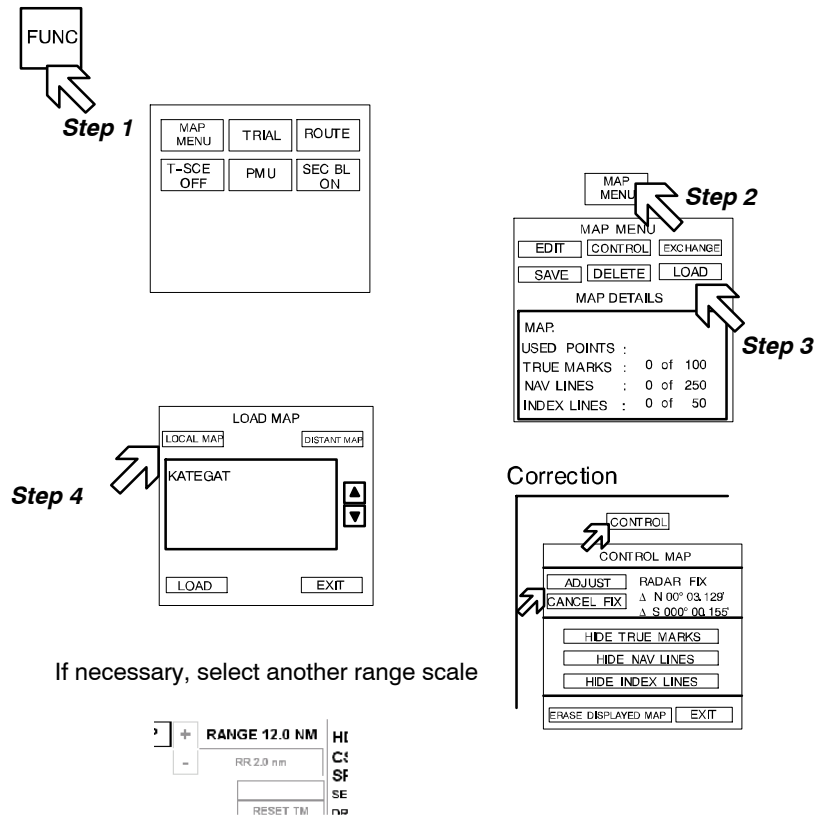 FUNC
Step 1
MAP MENU
TRIAL
ROUTE
T-SCE OFF
PMU
SEC BL ON
MAP MENU
Step 2
MAP MENU
EDIT CONTROL EXCHANGE
SAVE DELETE LOAD
MAP DETAILS
Step 3
MAP:
USED POINTS :
TRUE MARKS : 0 of 100
NAV LINES : 0 of 250
INDEX LINES : 0 of 50
LOAD MAP
LOCAL MAP DISTANT MAP
Step 4
KATEGAT
LOAD EXIT
Correction
CONTROL
CONTROL MAP
ADJUST RADAR FIX
Δ N 00° 03.129'
CANCEL FIX
Δ S 000° 00.155'
HIDE TRUE MARKS
HIDE NAV LINES
HIDE INDEX LINES
ERASE DISPLAYED MAP EXIT
If necessary, select another range scale
+ RANGE 12.0 NM
- RR 2.0 nm
SE
RESET TM